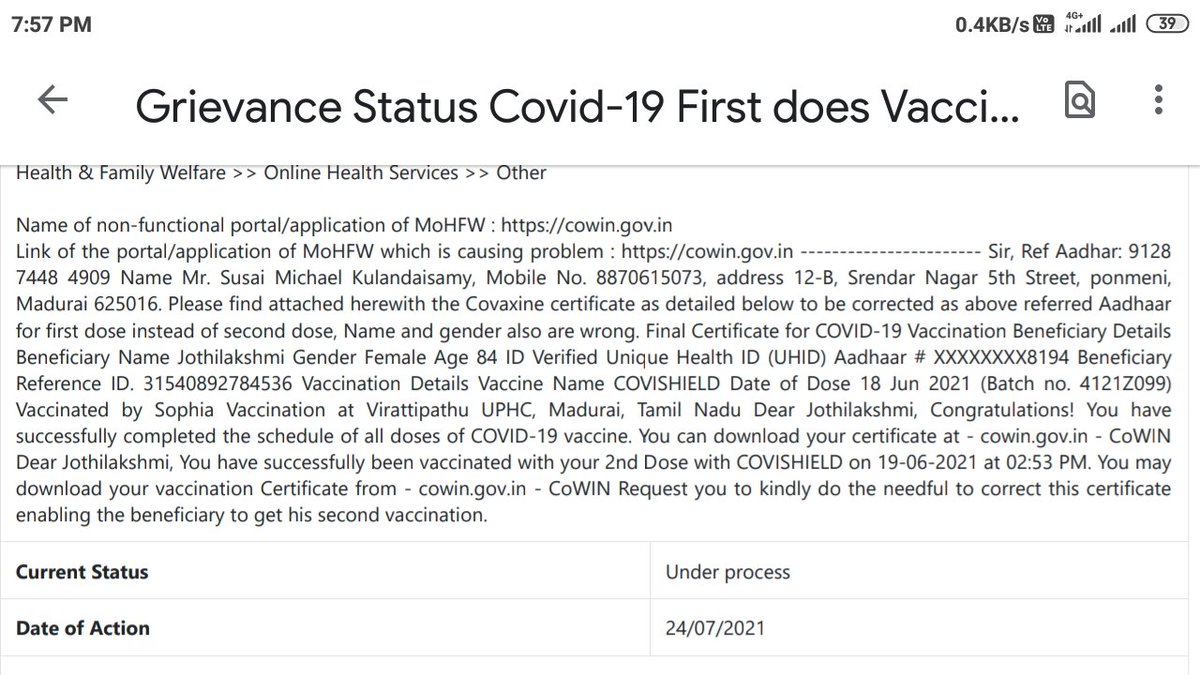 7:57 PM 0.4KB/s Vo LTE 4G+ 39
Grievance Status Covid-19 First does Vacci...
Health & Family Welfare >> Online Health Services >> Other
Name of non-functional portal/application of MoHFW : https://cowin.gov.in
Link of the portal/application of MoHFW which is causing problem : https://cowin.gov.in ----------------------- Sir, Ref Aadhar: 9128
7448 4909 Name Mr. Susai Michael Kulandaisamy, Mobile No. 8870615073, address 12-B, Srendar Nagar 5th Street, ponmeni,
Madurai 625016. Please find attached herewith the Covaxine certificate as detailed below to be corrected as above referred Aadhaar
for first dose instead of second dose, Name and gender also are wrong. Final Certificate for COVID-19 Vaccination Beneficiary Details
Beneficiary Name Jothilakshmi Gender Female Age 84 ID Verified Unique Health ID (UHID) Aadhaar # XXXXXXXX8194 Beneficiary
Reference ID. 31540892784536 Vaccination Details Vaccine Name COVISHIELD Date of Dose 18 Jun 2021 (Batch no. 4121Z099)
Vaccinated by Sophia Vaccination at Virattipathu UPHC, Madurai, Tamil Nadu Dear Jothilakshmi, Congratulations! You have
successfully completed the schedule of all doses of COVID-19 vaccine. You can download your certificate at - cowin.gov.in - CoWIN
Dear Jothilakshmi, You have successfully been vaccinated with your 2nd Dose with COVISHIELD on 19-06-2021 at 02:53 PM. You may
download your vaccination Certificate from - cowin.gov.in - CoWIN Request you to kindly do the needful to correct this certificate
enabling the beneficiary to get his second vaccination.
Current Status Under process
Date of Action 24/07/2021